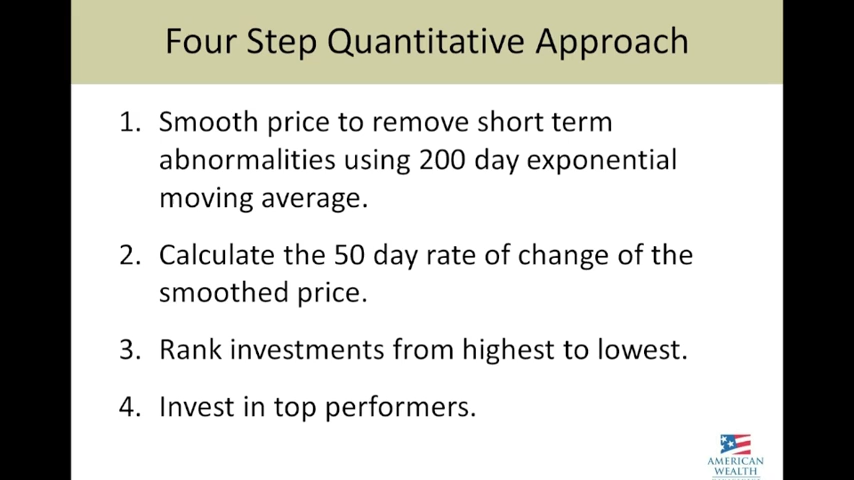 Four Step Quantitative Approach
1. Smooth price to remove short term
abnormalities using 200 day exponential
moving average.
2. Calculate the 50 day rate of change of the
smoothed price.
3. Rank investments from highest to lowest.
4. Invest in top performers.
AMERICAN
WEALTH